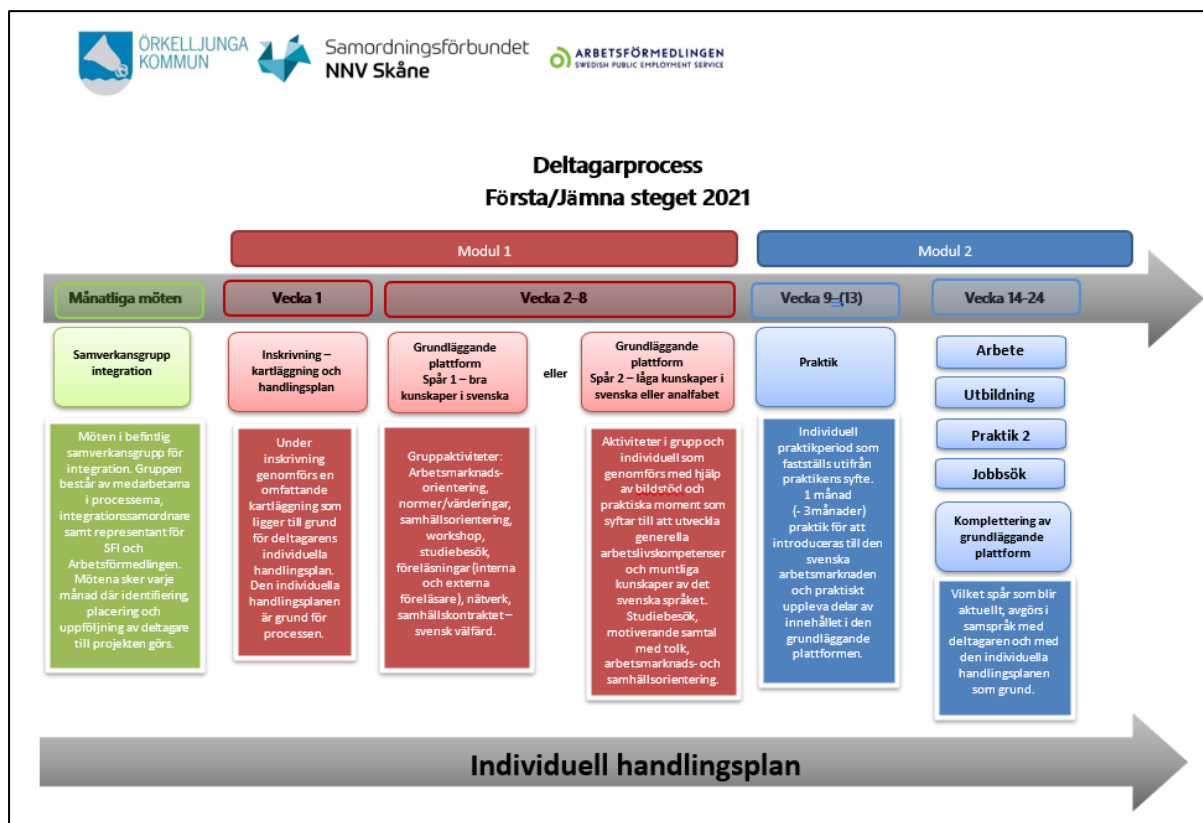 ÖRKELLJUNGA
KOMMUN
Samordningsförbundet
NNV Skåne
ARBETSFÖRMEDLINGEN
SWEDISH PUBLIC EMPLOYMENT SERVICE
Deltagarprocess
Första/Jämna steget 2021
Modul 1
Modul 2
Månatliga möten
Vecka 1
Vecka 2–8
Vecka 9–(13)
Vecka 14-24
Samverkansgrupp
integration
Möten i befintlig
samverkansgrupp för
integration. Gruppen
består av medarbetarna
i processerna,
integrationssamordnare
samt representant för
SFI och
Arbetsförmedlingen.
Mötena sker varje
månad där identifiering,
placering och
uppföljning av deltagare
till projekten görs.
Inskrivning –
kartläggning och
handlingsplan
Under
inskrivning
genomförs en
omfattande
kartläggning som
ligger till grund
för deltagarens
individuella
handlingsplan.
Den individuella
handlingsplanen
är grund för
processen.
Grundläggande
plattform
Spår 1 – bra
kunskaper i svenska
Gruppaktiviteter:
Arbetsmarknads-
orientering,
normer/värderingar,
samhällsorientering,
workshop,
studiebesök,
föreläsningar (interna
och externa
föreläsare), nätverk,
samhällskontraktet–
svensk välfärd.
eller
Grundläggande
plattform
Spår 2 – låga kunskaper i
svenska eller analfabet
Aktiviteter i grupp och
individuell som
genomförs med hjälp
av bildstöd och
praktiska moment som
syftar till att utveckla
generella
arbetslivskompetenser
och muntliga
kunskaper av det
svenska språket.
Studiebesök,
motiverande samtal
med tolk,
arbetsmarknads- och
samhällsorientering.
Praktik
Individuell
praktikperiod som
fastställs utifrån
praktikens syfte.
1 månad
(- 3månader)
praktik för att
introduceras till den
svenska
arbetsmarknaden
och praktiskt
uppleva delar av
innehållet i den
grundläggande
plattformen.
Arbete
Utbildning
Praktik 2
Jobbsök
Komplettering av
grundläggande
plattform
Vilket spår som blir
aktuellt, avgörs i
samspråk med
deltagaren och med
den individuella
handlingsplanen
som grund.
Individuell handlingsplan